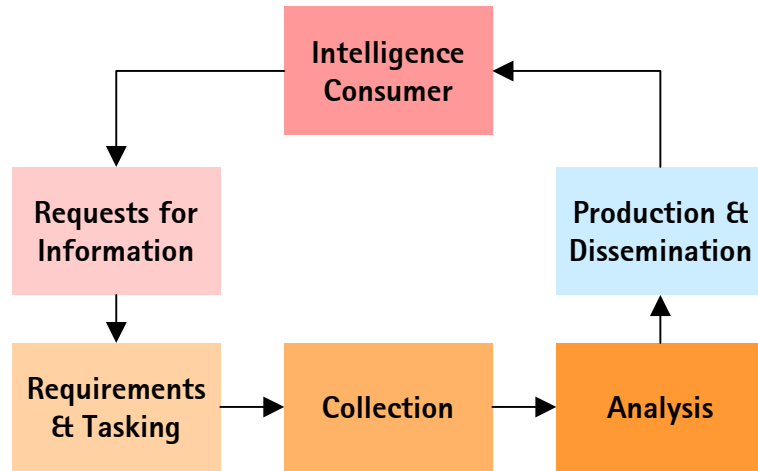 Intelligence
Consumer
Requests for
Information
Production &
Dissemination
Requirements
& Tasking
Collection
Analysis